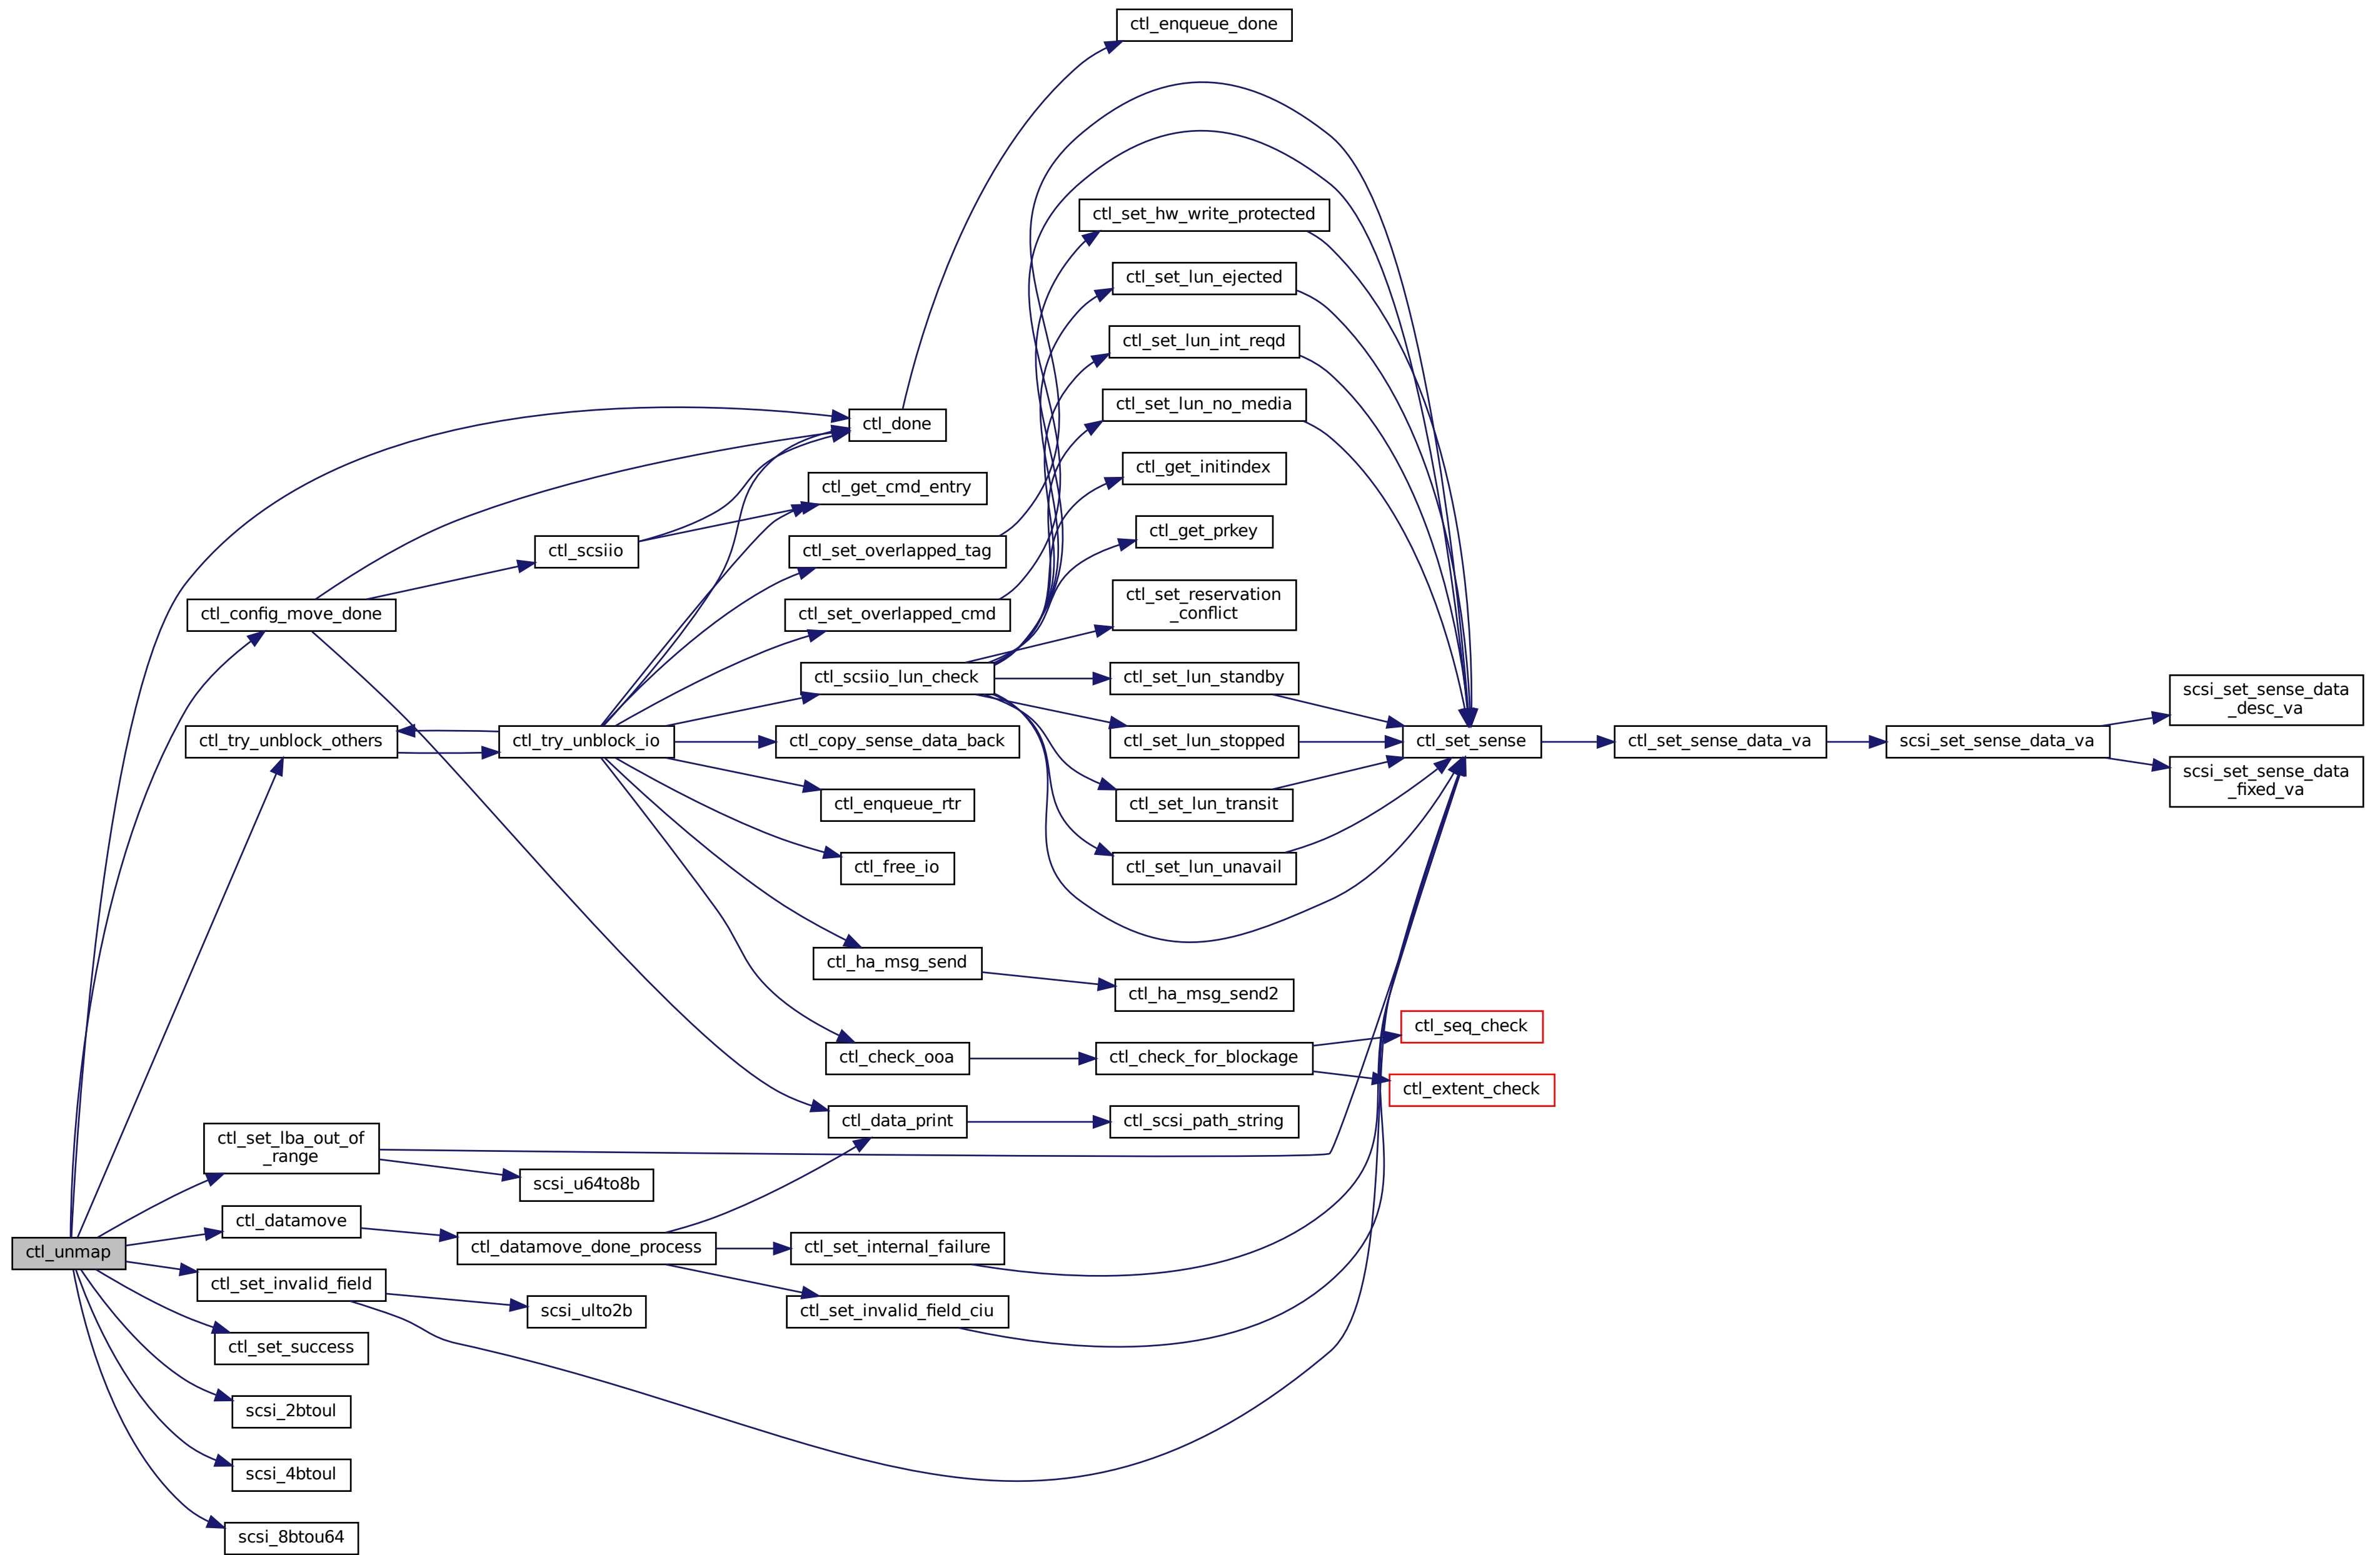 ctl_enqueue_done
ctl_set_hw_write_protected
ctl_set_lun_ejected
ctl_set_lun_int_reqd
ctl_set_lun_no_media
ctl_done
ctl_get_initindex
ctl_get_cmd_entry
ctl_get_prkey
ctl_scsiio
ctl_set_overlapped_tag
ctl_set_reservation
_conflict
ctl_config_move_done
ctl_set_overlapped_cmd
ctl_scsiio_lun_check
ctl_set_lun_standby
scsi_set_sense_data
_desc_va
ctl_try_unblock_others
ctl_try_unblock_io
ctl_copy_sense_data_back
ctl_set_lun_stopped
ctl_set_sense
ctl_set_sense_data_va
scsi_set_sense_data_va
scsi_set_sense_data
_fixed_va
ctl_enqueue_rtr
ctl_set_lun_transit
ctl_free_io
ctl_set_lun_unavail
ctl_ha_msg_send
ctl_ha_msg_send2
ctl_seq_check
ctl_check_ooa
ctl_check_for_blockage
ctl_extent_check
ctl_data_print
ctl_scsi_path_string
ctl_set_lba_out_of
_range
scsi_u64to8b
ctl_datamove
ctl_unmap
ctl_datamove_done_process
ctl_set_internal_failure
ctl_set_invalid_field
scsi_ulto2b
ctl_set_invalid_field_ciu
ctl_set_success
scsi_2btoul
scsi_4btoul
scsi_8btou64